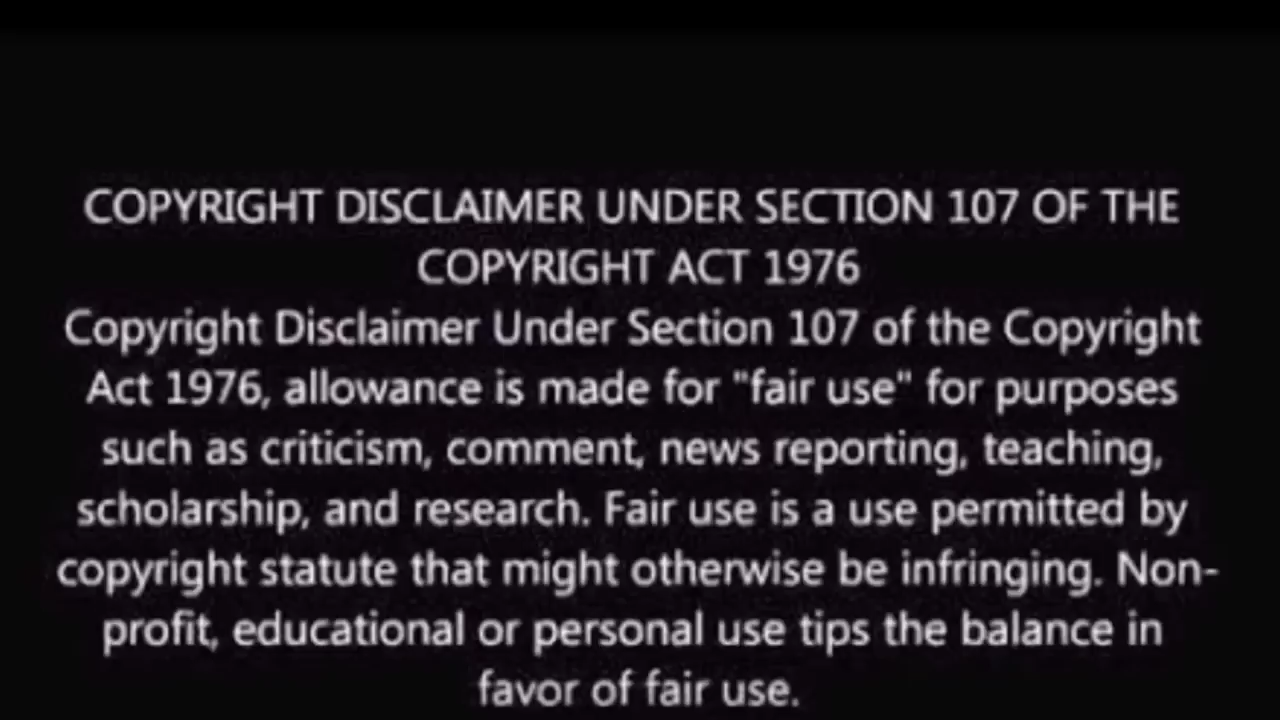 COPYRIGHT DISCLAIMER UNDER SECTION 107 OF THE
COPYRIGHT ACT 1976
Copyright Disclaimer Under Section 107 of the Copyright
Act 1976, allowance is made for "fair use" for purposes
such as criticism, comment, news reporting, teaching,
scholarship, and research. Fair use is a use permitted by
copyright statute that might otherwise be infringing. Non-
profit, educational or personal use tips the balance in
favor of fair use.